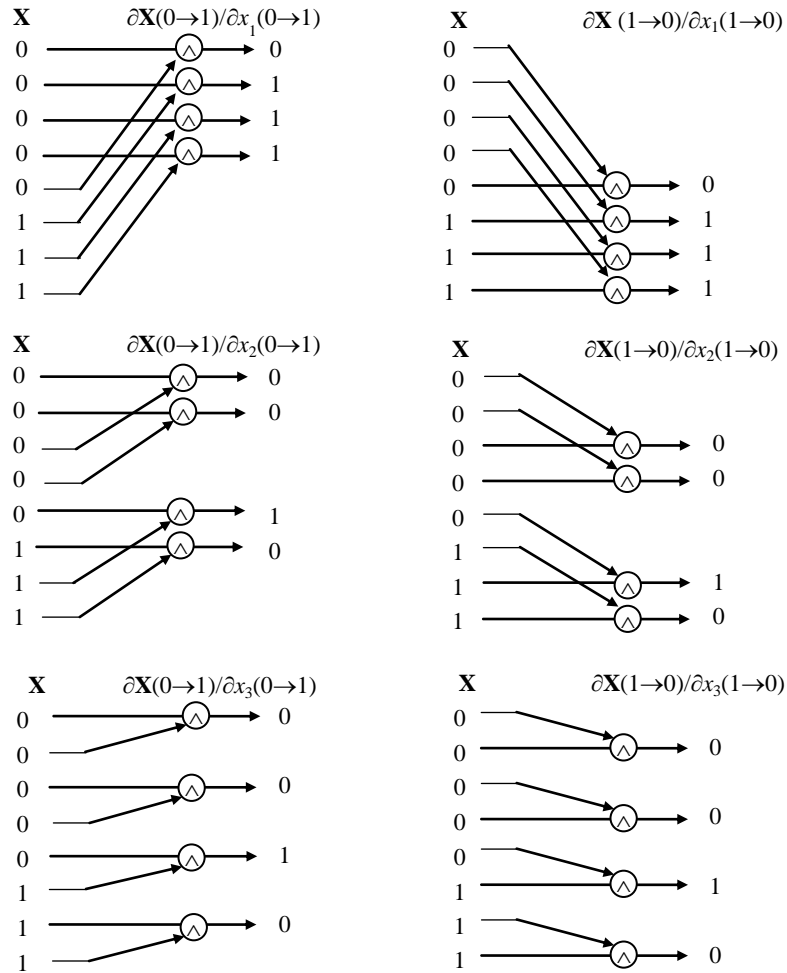 X ∂X(0→1)/∂x₁(0→1)
0 ∧ 0
0 ∧ 1
0 ∧ 1
0 ∧ 1
0
1
1
1
X ∂X (1→0)/∂x₁(1→0)
0
0
0
0
0 ∧ 0
1 ∧ 1
1 ∧ 1
1 ∧ 1
X ∂X(0→1)/∂x₂(0→1)
0 ∧ 0
0 ∧ 0
0
0
0 ∧ 1
1 ∧ 0
1
1
X ∂X(1→0)/∂x₂(1→0)
0
0
0 ∧ 0
0 ∧ 0
0
1
1 ∧ 1
1 ∧ 0
X ∂X(0→1)/∂x₃(0→1)
0 ∧ 0
0
0 ∧ 0
0
0 ∧ 1
1
1 ∧ 0
1
X ∂X(1→0)/∂x₃(1→0)
0
0 ∧ 0
0
0 ∧ 0
0
1 ∧ 1
1
1 ∧ 0